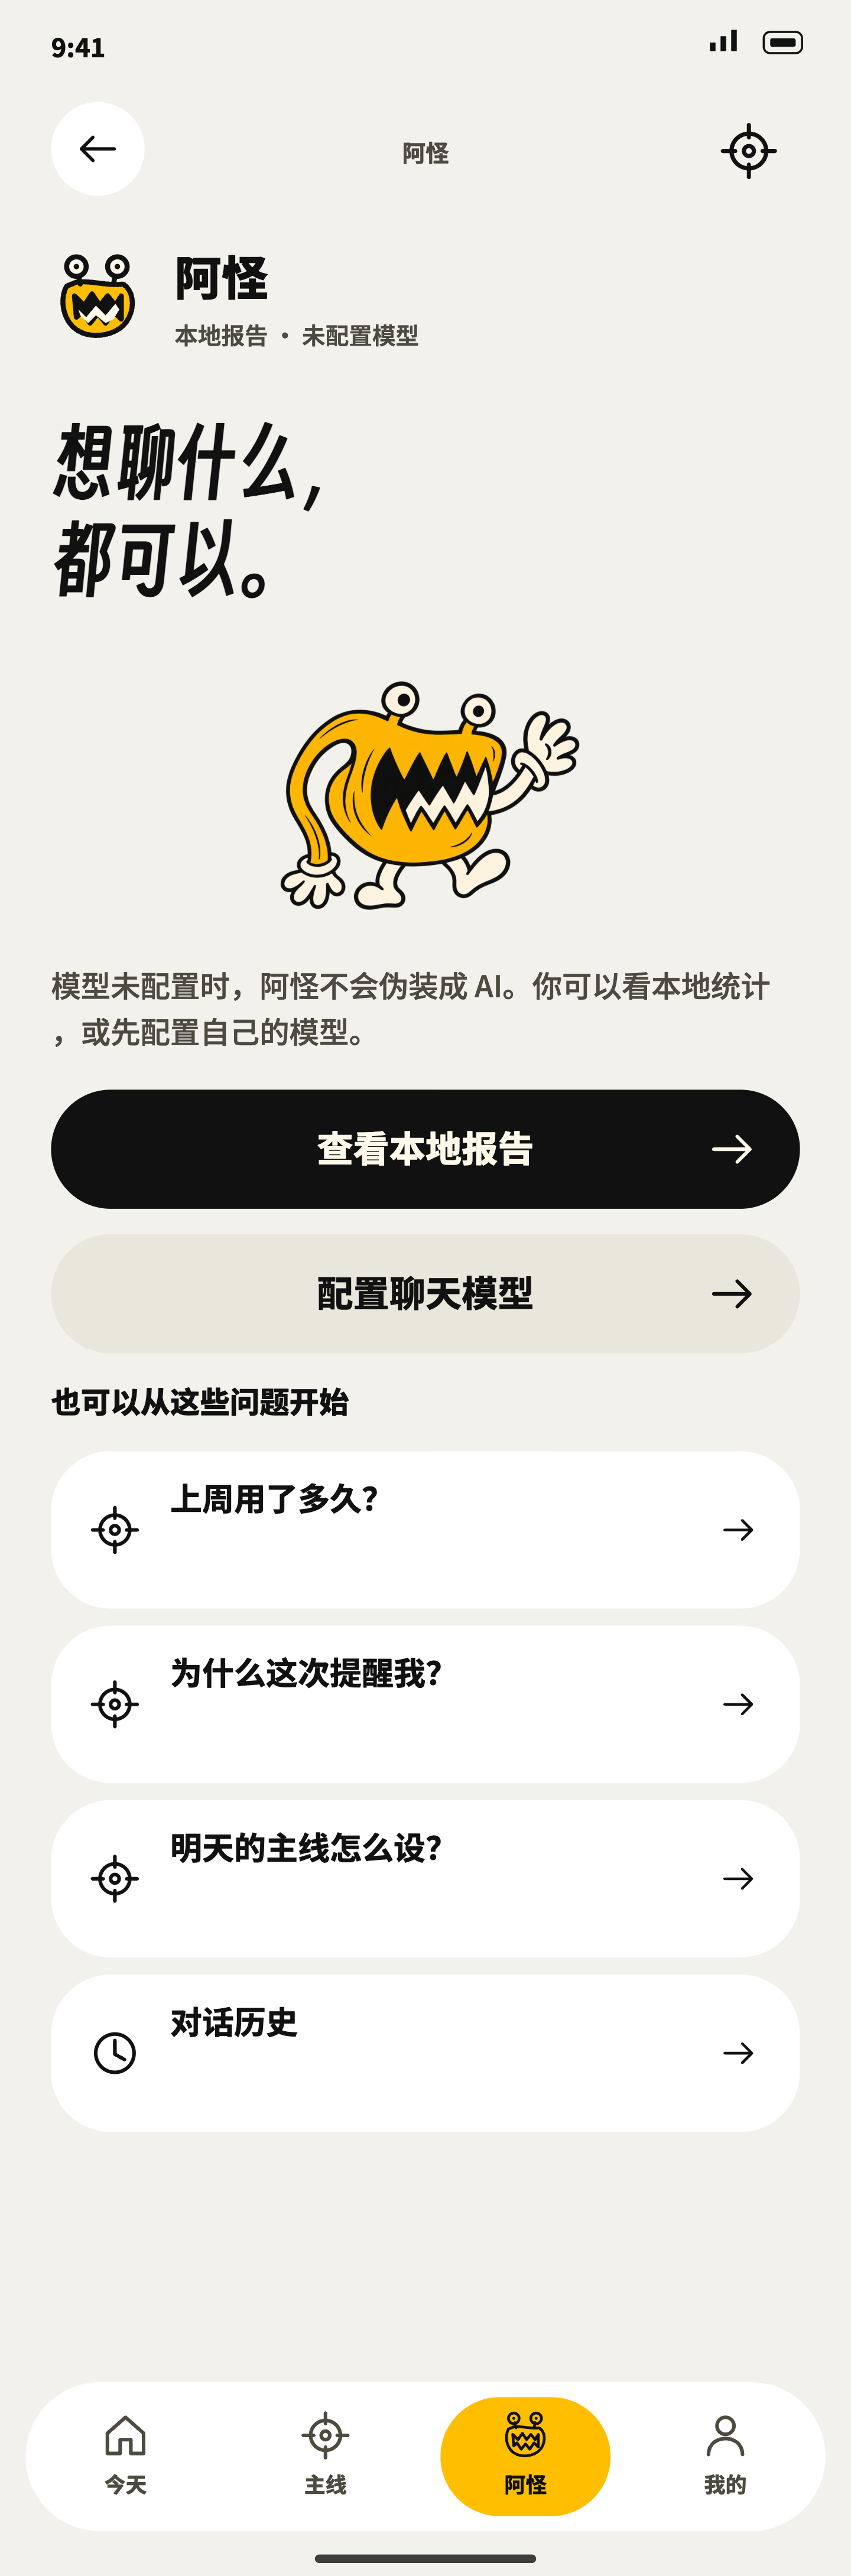 9:41
阿怪
阿怪
本地报告 · 未配置模型
想聊什么，
都可以。
模型未配置时，阿怪不会伪装成 AI。你可以看本地统计
，或先配置自己的模型。
查看本地报告
配置聊天模型
也可以从这些问题开始
上周用了多久？
为什么这次提醒我？
明天的主线怎么设？
对话历史
今天
主线
阿怪
我的